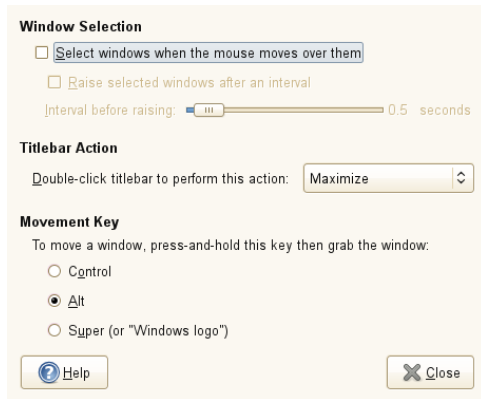 Window Selection
Select windows when the mouse moves over them
Raise selected windows after an interval
Interval before raising: 0.5 seconds
Titlebar Action
Double-click titlebar to perform this action: Maximize
Movement Key
To move a window, press-and-hold this key then grab the window:
Control
Alt
Super (or "Windows logo")
Help Close